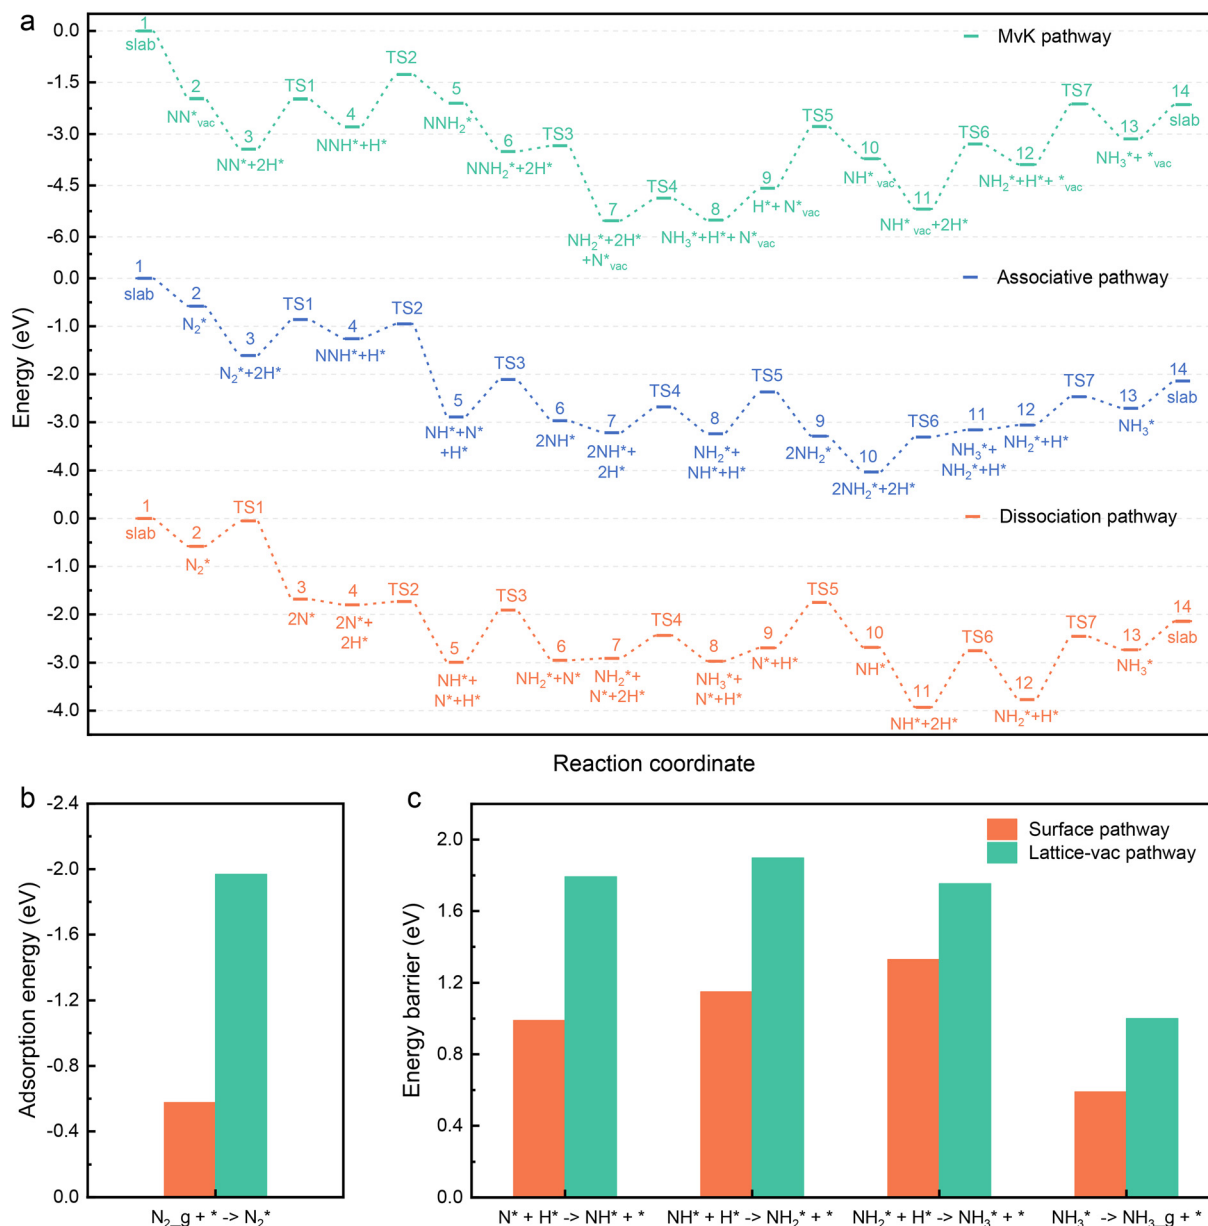 a
MvK pathway
0.0
-1.5
-3.0
-4.5
-6.0
1
slab
2
NN*vac
3
NN*+2H*
TS1
4
NNH*+H*
TS2
5
NNH2*
6
NNH2*+2H*
TS3
7
NH2*+2H*
+N*vac
TS4
8
NH3*+H*+ N*vac
9
H*+ N*vac
TS5
10
NH*vac
11
NH*vac+2H*
TS6
12
NH2*+H*+ *vac
TS7
13
NH3*+ *vac
14
slab
Associative pathway
0.0
-1.0
-2.0
-3.0
-4.0
1
slab
2
N2*
3
N2*+2H*
TS1
4
NNH*+H*
TS2
5
NH*+N*
+H*
TS3
6
2NH*
7
2NH*+
2H*
TS4
8
NH2*+
NH*+H*
TS5
9
2NH2*
10
2NH2*+2H*
TS6
11
NH3*+
NH2*+H*
12
NH2*+H*
TS7
13
NH3*
14
slab
Dissociation pathway
0.0
-1.0
-2.0
-3.0
-4.0
1
slab
2
N2*
TS1
3
2N*
4
2N*+
2H*
TS2
5
NH*+
N*+H*
TS3
6
NH2*+N*
7
NH2*+
N*+2H*
TS4
8
NH3*+
N*+H*
9
N*+H*
TS5
10
NH*
11
NH*+2H*
TS6
12
NH2*+H*
TS7
13
NH3*
14
slab
Energy (eV)
Reaction coordinate
b
-2.4
-2.0
-1.6
-1.2
-0.8
-0.4
0.0
Adsorption energy (eV)
N2_g + * -> N2*
c
Surface pathway
Lattice-vac pathway
2.0
1.6
1.2
0.8
0.4
0.0
Energy barrier (eV)
N* + H* -> NH* + *
NH* + H* -> NH2* + *
NH2* + H* -> NH3* + *
NH3* -> NH3_g + *